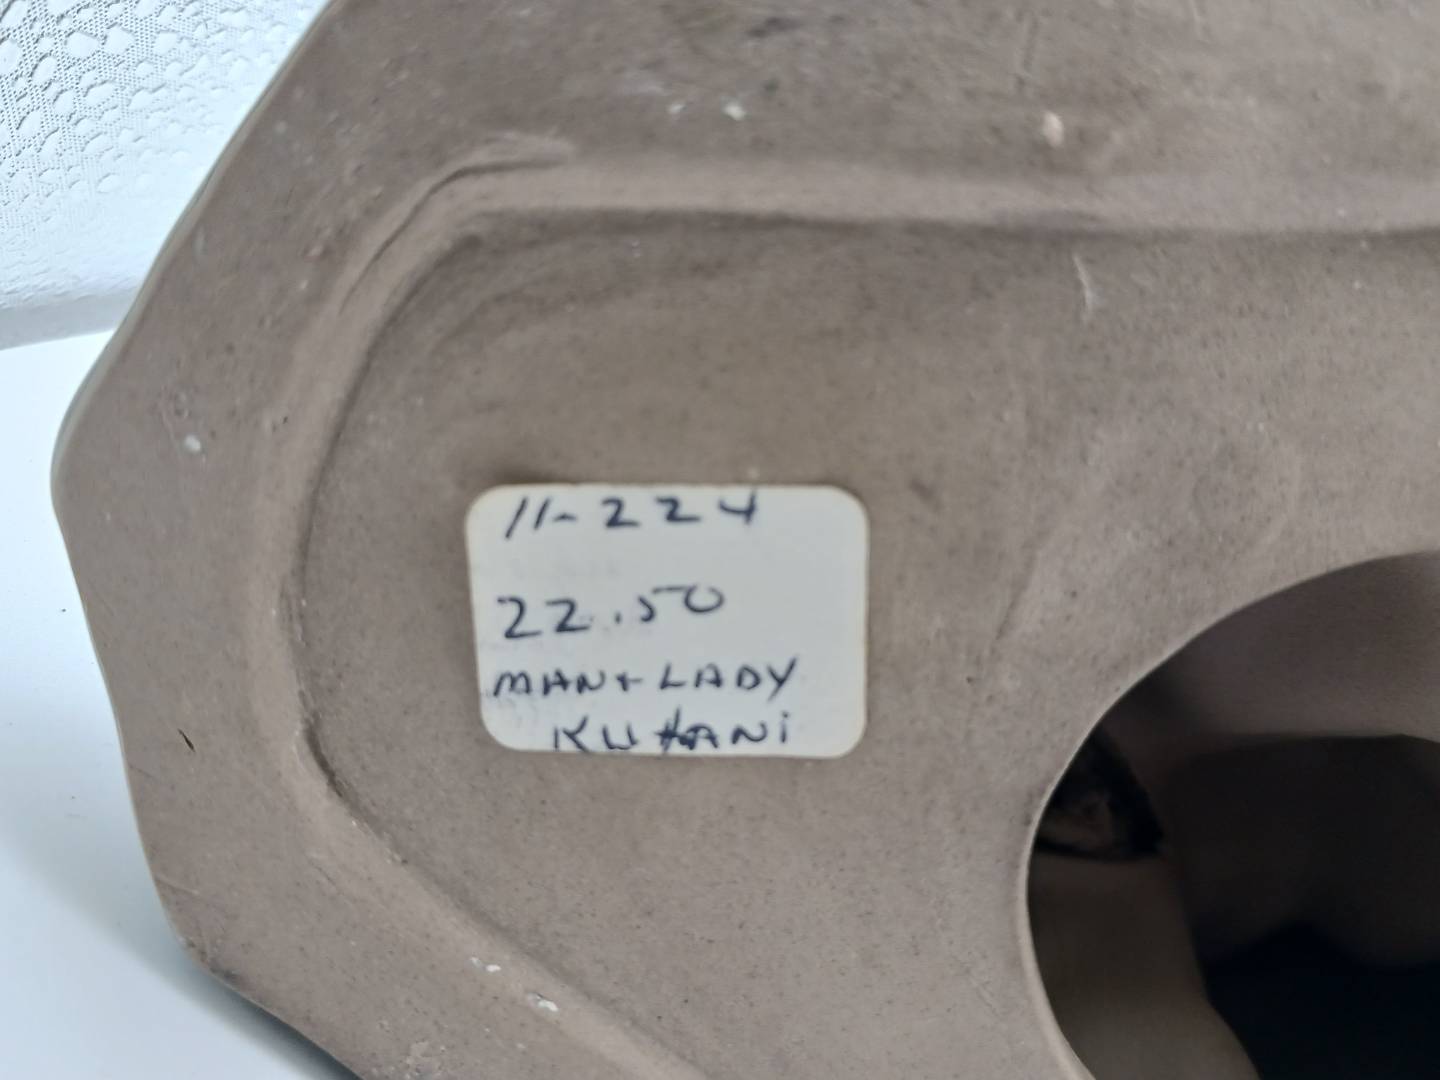 11-224
22.50
MAN + LADY
KUTANI